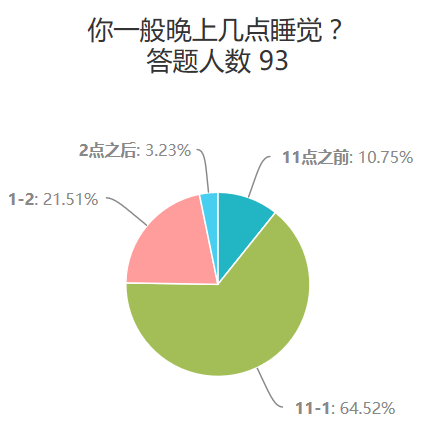 你一般晚上几点睡觉？
答题人数 93
2点之后: 3.23%
11点之前: 10.75%
1-2: 21.51%
11-1: 64.52%